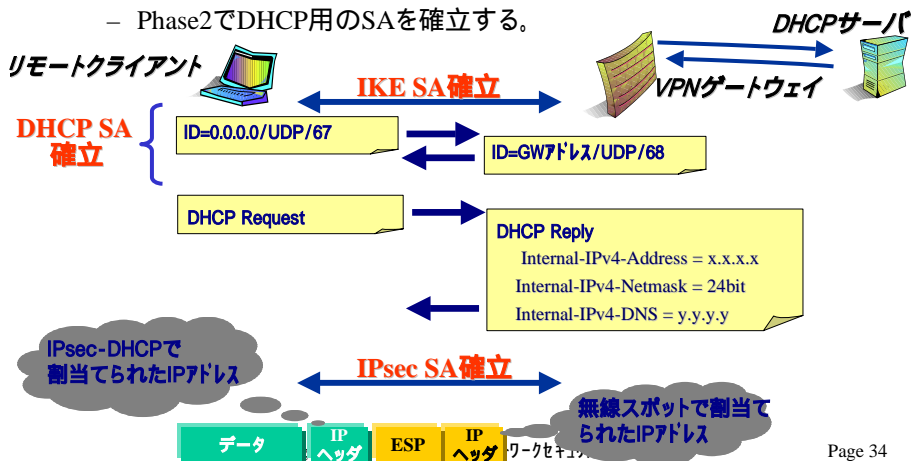 – Phase2でDHCP用のSAを確立する。
DHCPサーバ
リモートクライアント
IKE SA確立
VPNゲートウェイ
DHCP SA
確立
ID=0.0.0.0/UDP/67
ID=GWアドレス/UDP/68
DHCP Request
DHCP Reply
Internal-IPv4-Address = x.x.x.x
Internal-IPv4-Netmask = 24bit
Internal-IPv4-DNS = y.y.y.y
IPsec-DHCPで
割当てられたIPアドレス
IPsec SA確立
無線スポットで割当て
られたIPアドレス
データ
IP
ヘッダ
ESP
IP
ヘッダ
Page 34